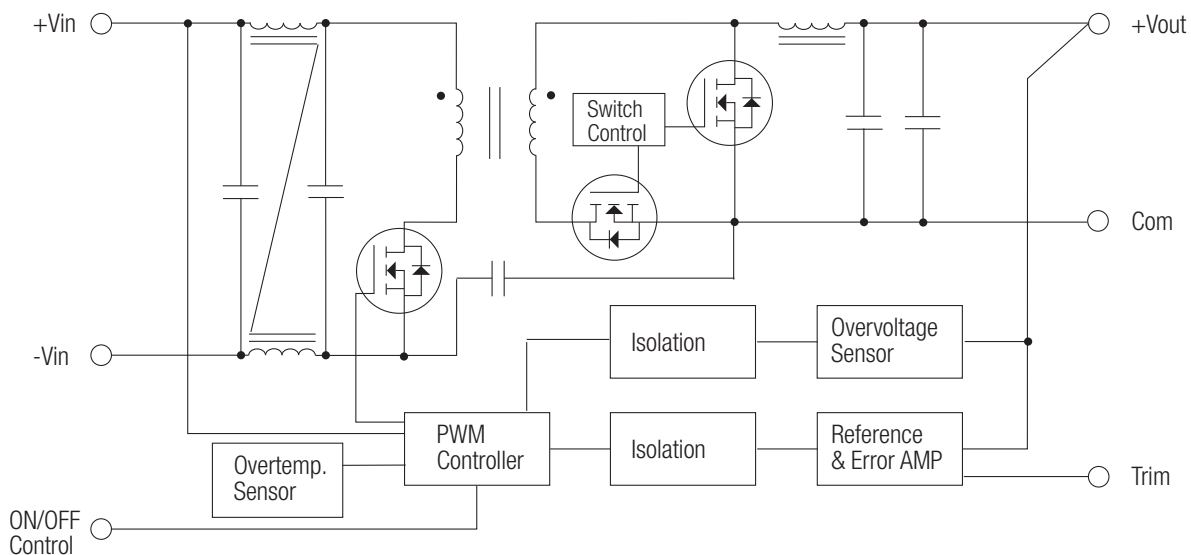 +Vin
+Vout
Switch
Control
Com
-Vin
Isolation
Overvoltage
Sensor
PWM
Controller
Isolation
Reference
& Error AMP
Overtemp.
Sensor
Trim
ON/OFF
Control